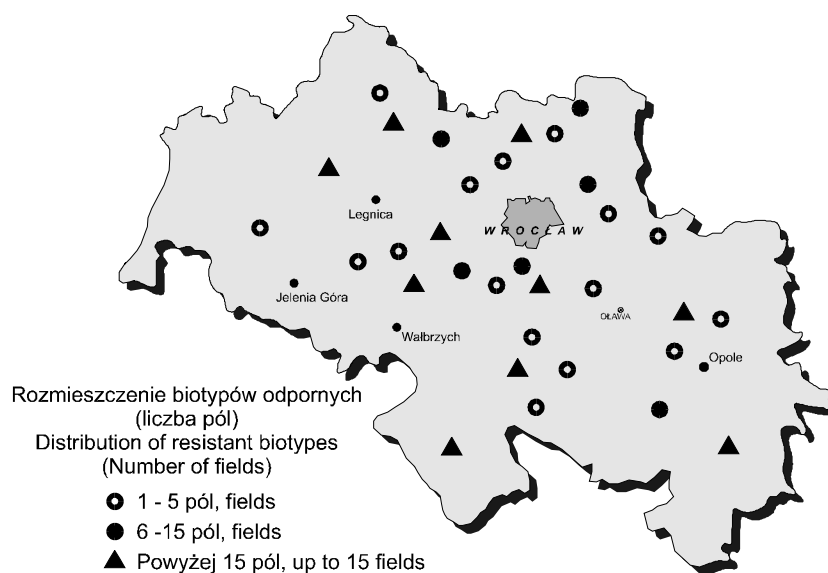 Legnica
WROCŁAW
Jelenia Góra
OŁAWA
Wałbrzych
Opole
Rozmieszczenie biotypów odpornych
(liczba pól)
Distribution of resistant biotypes
(Number of fields)
1 - 5 pól, fields
6 -15 pól, fields
Powyżej 15 pól, up to 15 fields